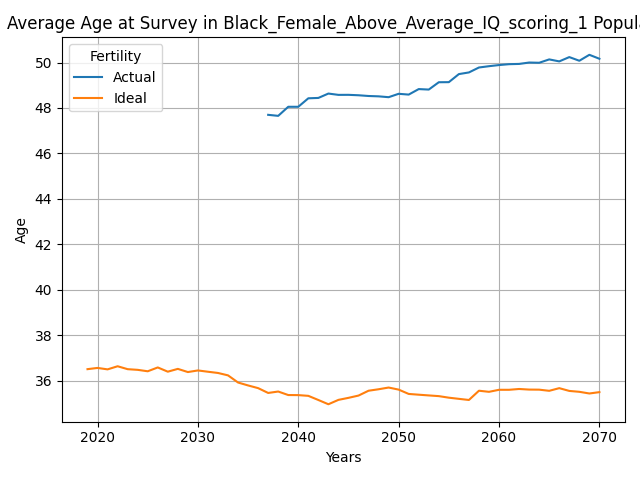 Average Age at Survey in Black_Female_Above_Average_IQ_scoring_1 Popul
Fertility
Actual
Ideal
50
48
46
44
42
40
38
36
Age
2020 2030 2040 2050 2060 2070
Years